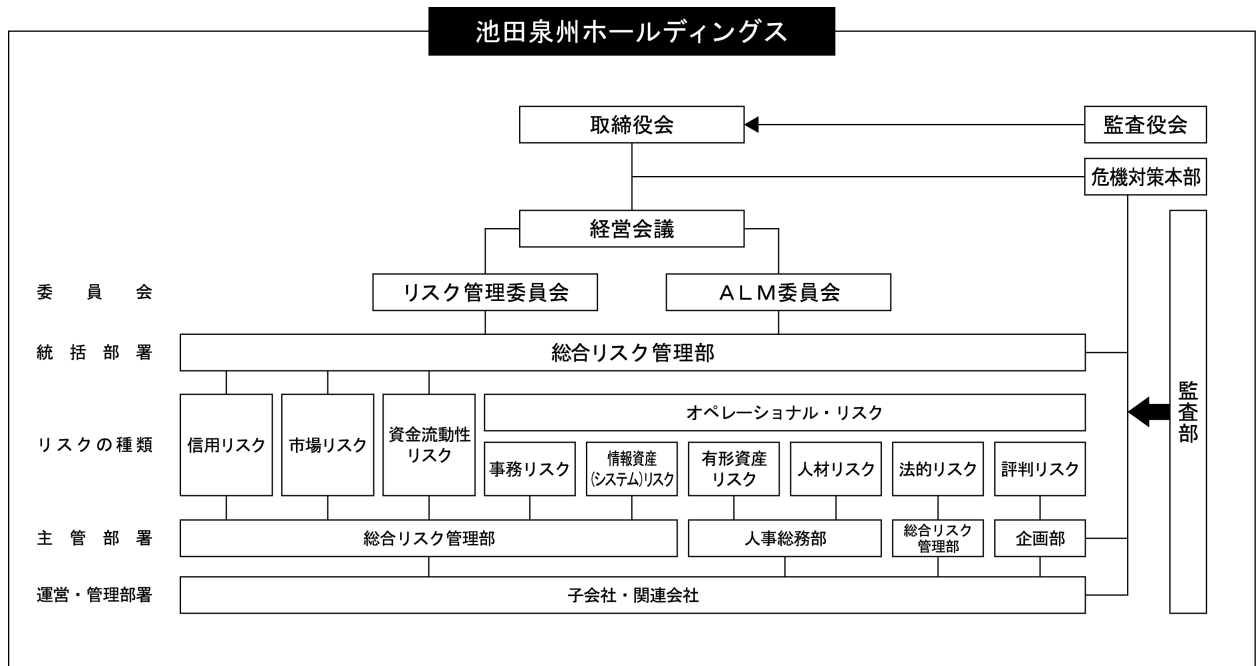 池田泉州ホールディングス
取締役会
監査役会
危機対策本部
経営会議
委員会
リスク管理委員会
ALM委員会
統括部署
総合リスク管理部
監査部
リスクの種類
信用リスク
市場リスク
資金流動性
リスク
オペレーショナル・リスク
事務リスク
情報資産
(システム)リスク
有形資産
リスク
人材リスク
法的リスク
評判リスク
主管部署
総合リスク管理部
人事総務部
総合リスク
管理部
企画部
運営・管理部署
子会社・関連会社